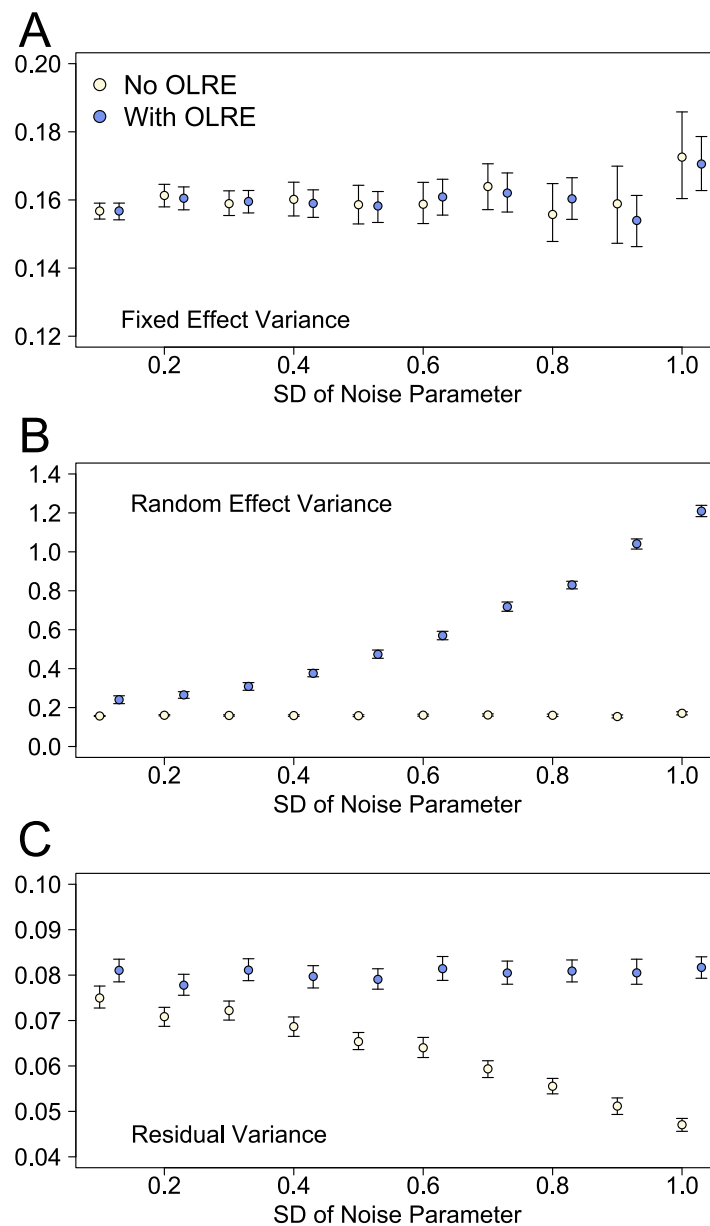 A
0.20
No OLRE
With OLRE
0.18
0.16
0.14
Fixed Effect Variance
0.12
0.2 0.4 0.6 0.8 1.0
SD of Noise Parameter
B
1.4
Random Effect Variance
1.2
1.0
0.8
0.6
0.4
0.2
0.0
0.2 0.4 0.6 0.8 1.0
SD of Noise Parameter
C
0.10
0.09
0.08
0.07
0.06
0.05
Residual Variance
0.04
0.2 0.4 0.6 0.8 1.0
SD of Noise Parameter